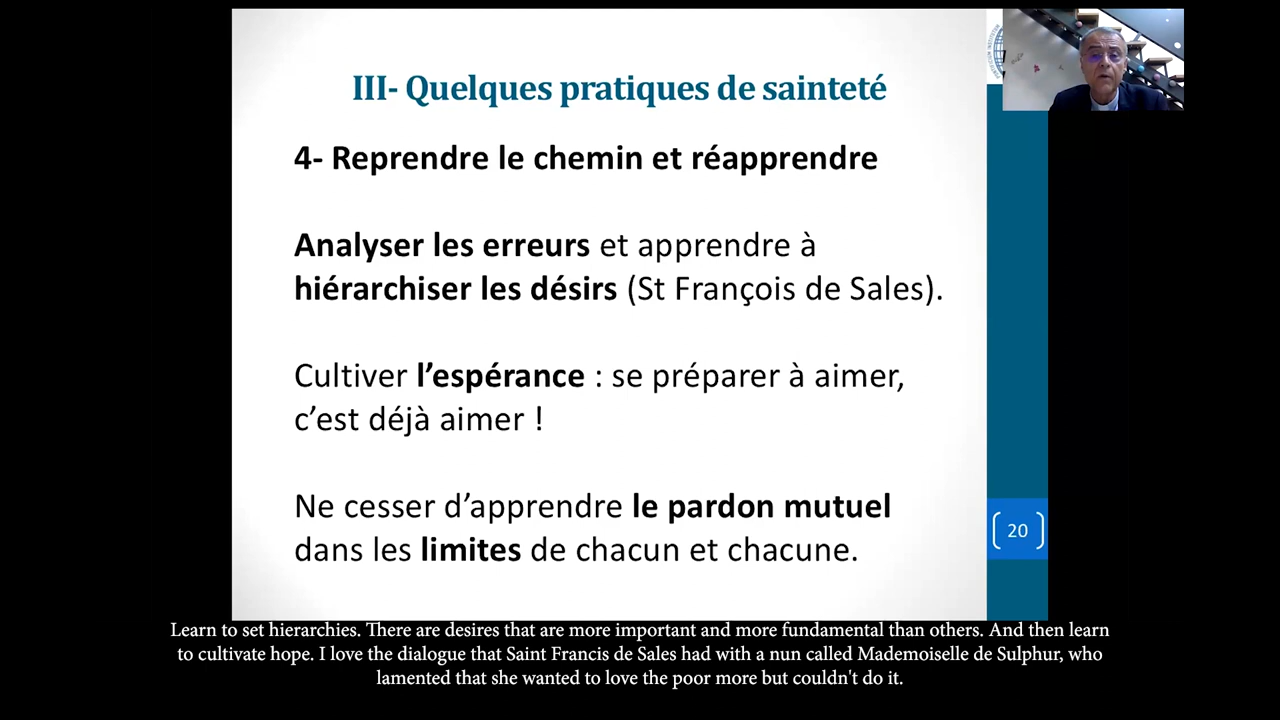 III- Quelques pratiques de sainteté
4- Reprendre le chemin et réapprendre
Analyser les erreurs et apprendre à
hiérarchiser les désirs (St François de Sales).
Cultiver l’espérance : se préparer à aimer,
c’est déjà aimer !
Ne cesser d’apprendre le pardon mutuel
dans les limites de chacun et chacune.
20
Learn to set hierarchies. There are desires that are more important and more fundamental than others. And then learn
to cultivate hope. I love the dialogue that Saint Francis de Sales had with a nun called Mademoiselle de Sulphur, who
lamented that she wanted to love the poor more but couldn't do it.